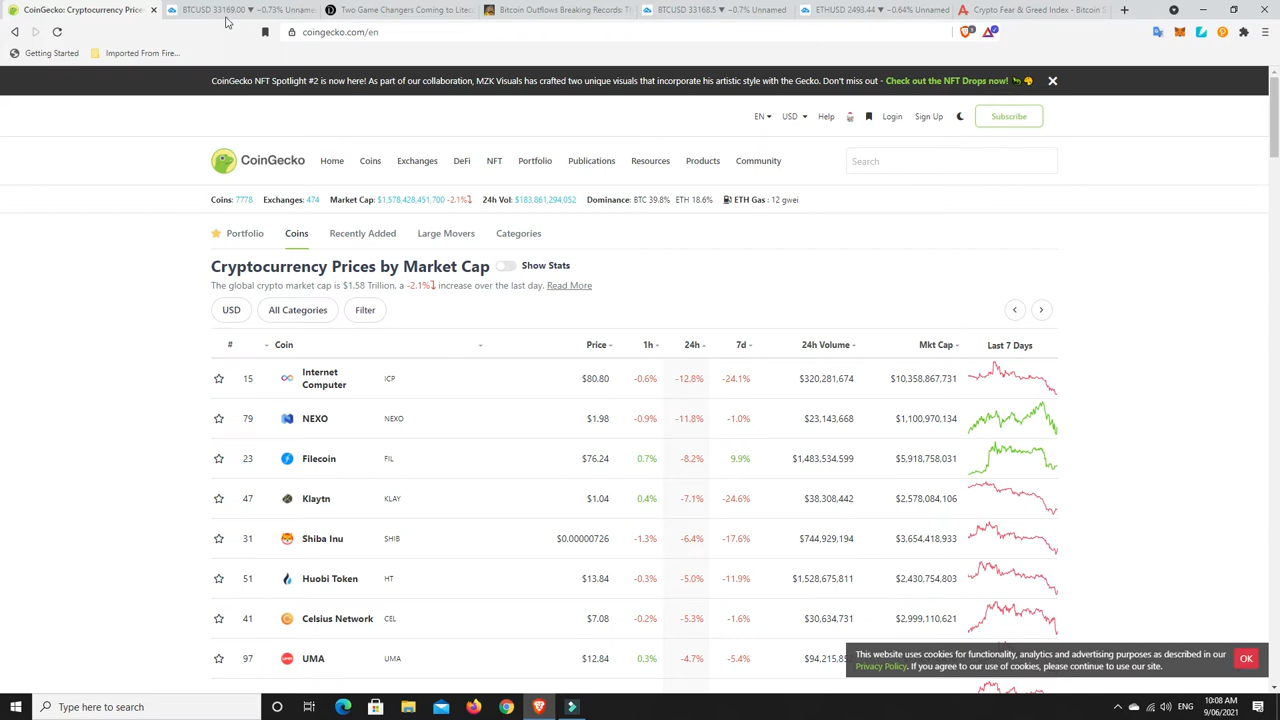 CoinGecko: Cryptocurrency Price
BTCUSD 33169.00 ▼ −0.73% Unname
Two Game Changers Coming to Litec
Bitcoin Outflows Breaking Records: Ti
BTCUSD 33168.5 ▼ −0.7% Unnamed
ETHUSD 2493.44 ▼ −0.64% Unnamed
Crypto Fear & Greed Index - Bitcoin S
coingecko.com/en
Getting Started
Imported From Fire...
CoinGecko NFT Spotlight #2 is now here! As part of our collaboration, MZK Visuals has crafted two unique visuals that incorporate his artistic style with the Gecko. Don't miss out - Check out the NFT Drops now!
EN USD Help Login Sign Up Subscribe
CoinGecko Home Coins Exchanges DeFi NFT Portfolio Publications Resources Products Community Search
Coins: 7778 Exchanges: 474 Market Cap: $1,578,428,451,700 -2.1% 24h Vol: $183,861,294,052 Dominance: BTC 39.8% ETH 18.6% ETH Gas : 12 gwei
Portfolio Coins Recently Added Large Movers Categories
Cryptocurrency Prices by Market Cap Show Stats
The global crypto market cap is $1.58 Trillion, a -2.1% increase over the last day. Read More
USD All Categories Filter
# Coin Price 1h 24h 7d 24h Volume Mkt Cap Last 7 Days
15 Internet Computer ICP $80.80 -0.6% -12.8% -24.1% $320,281,674 $10,358,867,731
79 NEXO NEXO $1.98 -0.9% -11.8% -1.0% $23,143,668 $1,100,970,134
23 Filecoin FIL $76.24 0.7% -8.2% 9.9% $1,483,534,599 $5,918,758,031
47 Klaytn KLAY $1.04 0.4% -7.1% -24.6% $38,308,442 $2,578,084,106
31 Shiba Inu SHIB $0.00000726 -1.3% -6.4% -17.6% $744,929,194 $3,654,418,933
51 Huobi Token HT $13.84 -0.3% -5.0% -11.9% $1,528,675,811 $2,430,754,803
41 Celsius Network CEL $7.08 -0.2% -5.3% -1.6% $30,634,731 $2,999,110,621
97 UMA UMA $12.84 0.3% -4.7% -5.4% $94,215,8
This website uses cookies for functionality, analytics and advertising purposes as described in our
Privacy Policy. If you agree to our use of cookies, please continue to use our site.
OK
Type here to search
10:08 AM
9/06/2021